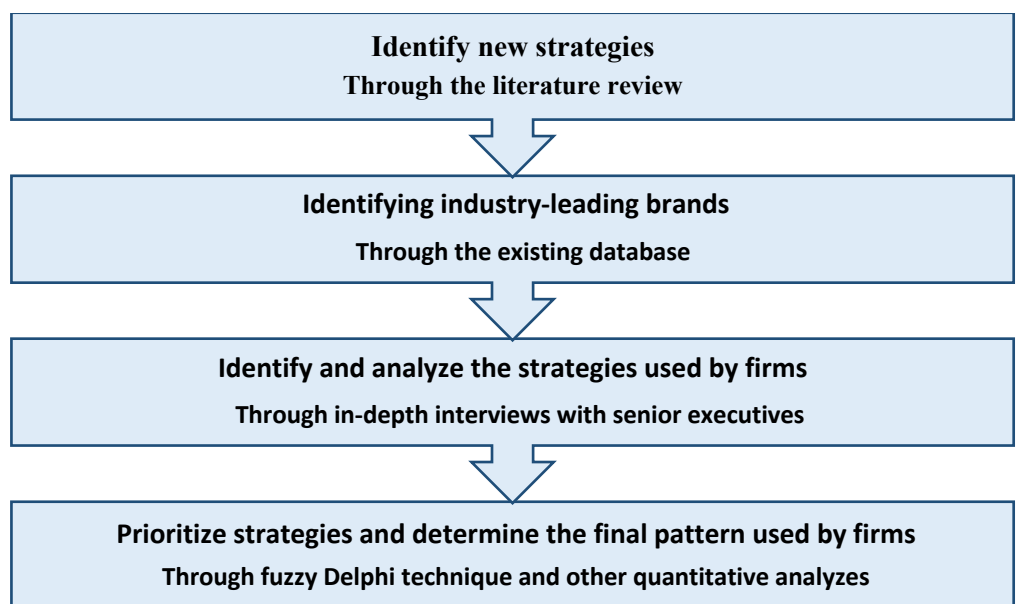 Identify new strategies
Through the literature review
Identifying industry-leading brands
Through the existing database
Identify and analyze the strategies used by firms
Through in-depth interviews with senior executives
Prioritize strategies and determine the final pattern used by firms
Through fuzzy Delphi technique and other quantitative analyzes